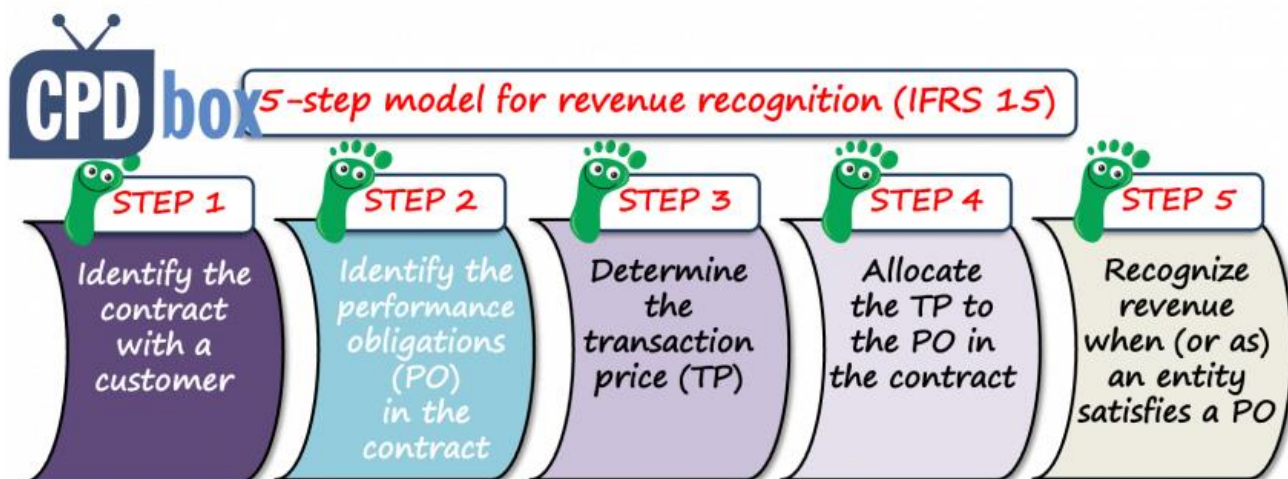 CPD box
5-step model for revenue recognition (IFRS 15)
STEP 1
Identify the
contract
with a
customer
STEP 2
Identify the
performance
obligations
(PO)
in the
contract
STEP 3
Determine
the
transaction
price (TP)
STEP 4
Allocate
the TP to
the PO in
the contract
STEP 5
Recognize
revenue
when (or as)
an entity
satisfies a PO